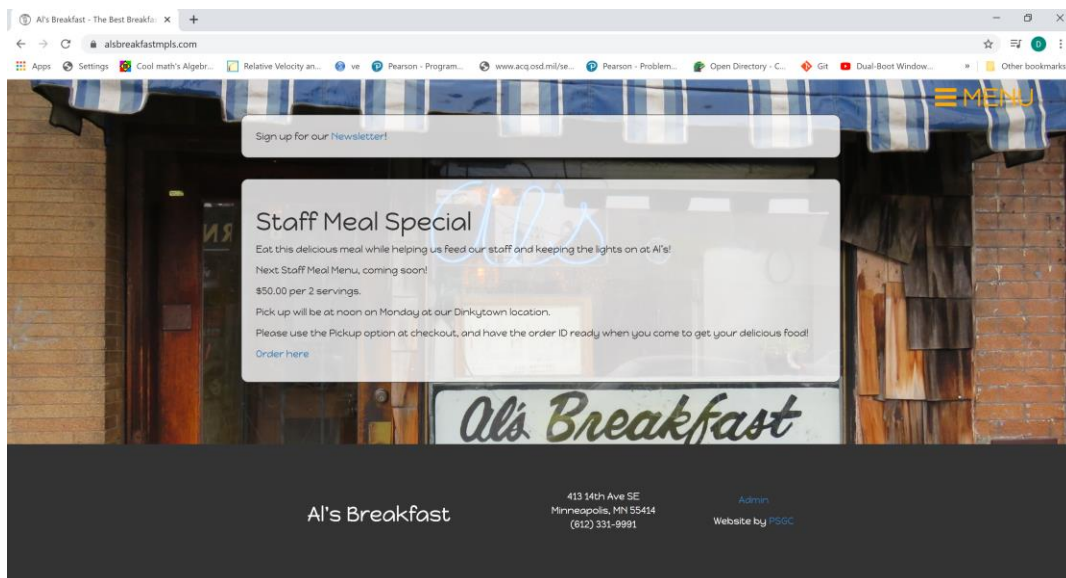 Al's Breakfast - The Best Breakfa
alsbreakfastmpls.com
Apps Settings Cool math's Algebr... Relative Velocity an... ve Pearson - Program... www.acq.osd.mil/se... Pearson - Problem... Open Directory - C... Git Dual-Boot Window... » Other bookmarks
MENU
Sign up for our Newsletter!
Al's
Staff Meal Special
Eat this delicious meal while helping us feed our staff and keeping the lights on at Al's!
Next Staff Meal Menu, coming soon!
$50.00 per 2 servings.
Pick up will be at noon on Monday at our Dinkytown location.
Please use the Pickup option at checkout, and have the order ID ready when you come to get your delicious food!
Order here
Al's Breakfast
Al's Breakfast
413 14th Ave SE
Minneapolis, MN 55414
(612) 331-9991
Admin
Website by PSGC